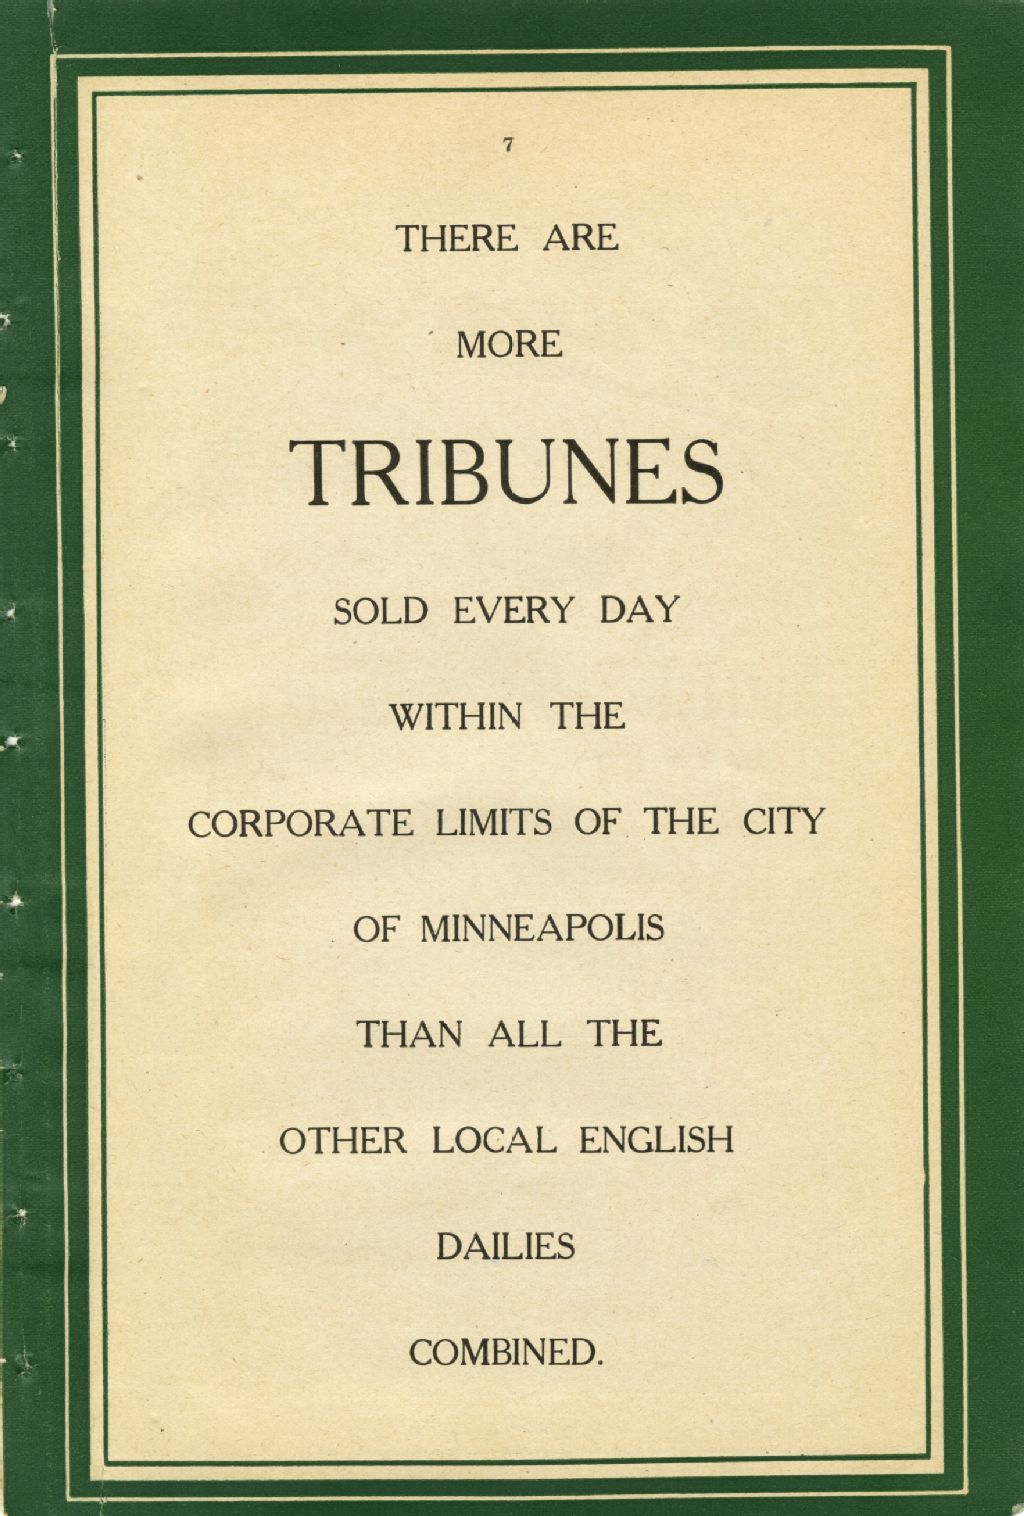 7
THERE ARE
MORE
TRIBUNES
SOLD EVERY DAY
WITHIN THE
CORPORATE LIMITS OF THE CITY
OF MINNEAPOLIS
THAN ALL THE
OTHER LOCAL ENGLISH
DAILIES
COMBINED.